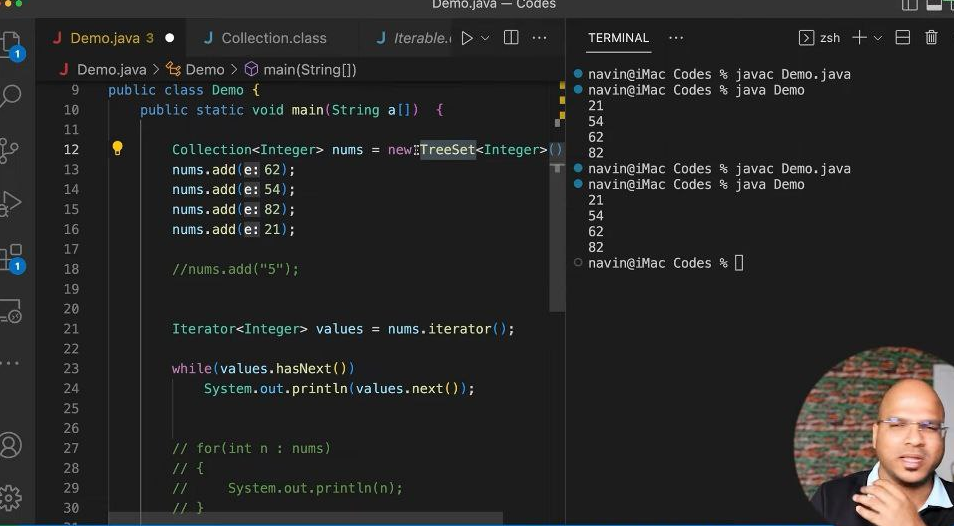 Demo.java — Codes
Demo.java 3
Collection.class
Iterable.
TERMINAL
zsh
Demo.java > Demo > main(String[])
1
1
9 public class Demo {
10 public static void main(String a[]) {
11
12 Collection<Integer> nums = new TreeSet<Integer>()
13 nums.add(e: 62);
14 nums.add(e: 54);
15 nums.add(e: 82);
16 nums.add(e: 21);
17
18 //nums.add("5");
19
20
21 Iterator<Integer> values = nums.iterator();
22
23 while(values.hasNext())
24 System.out.println(values.next());
25
26
27 // for(int n : nums)
28 // {
29 // System.out.println(n);
30 // }
navin@iMac Codes % javac Demo.java
navin@iMac Codes % java Demo
21
54
62
82
navin@iMac Codes % javac Demo.java
navin@iMac Codes % java Demo
21
54
62
82
navin@iMac Codes %